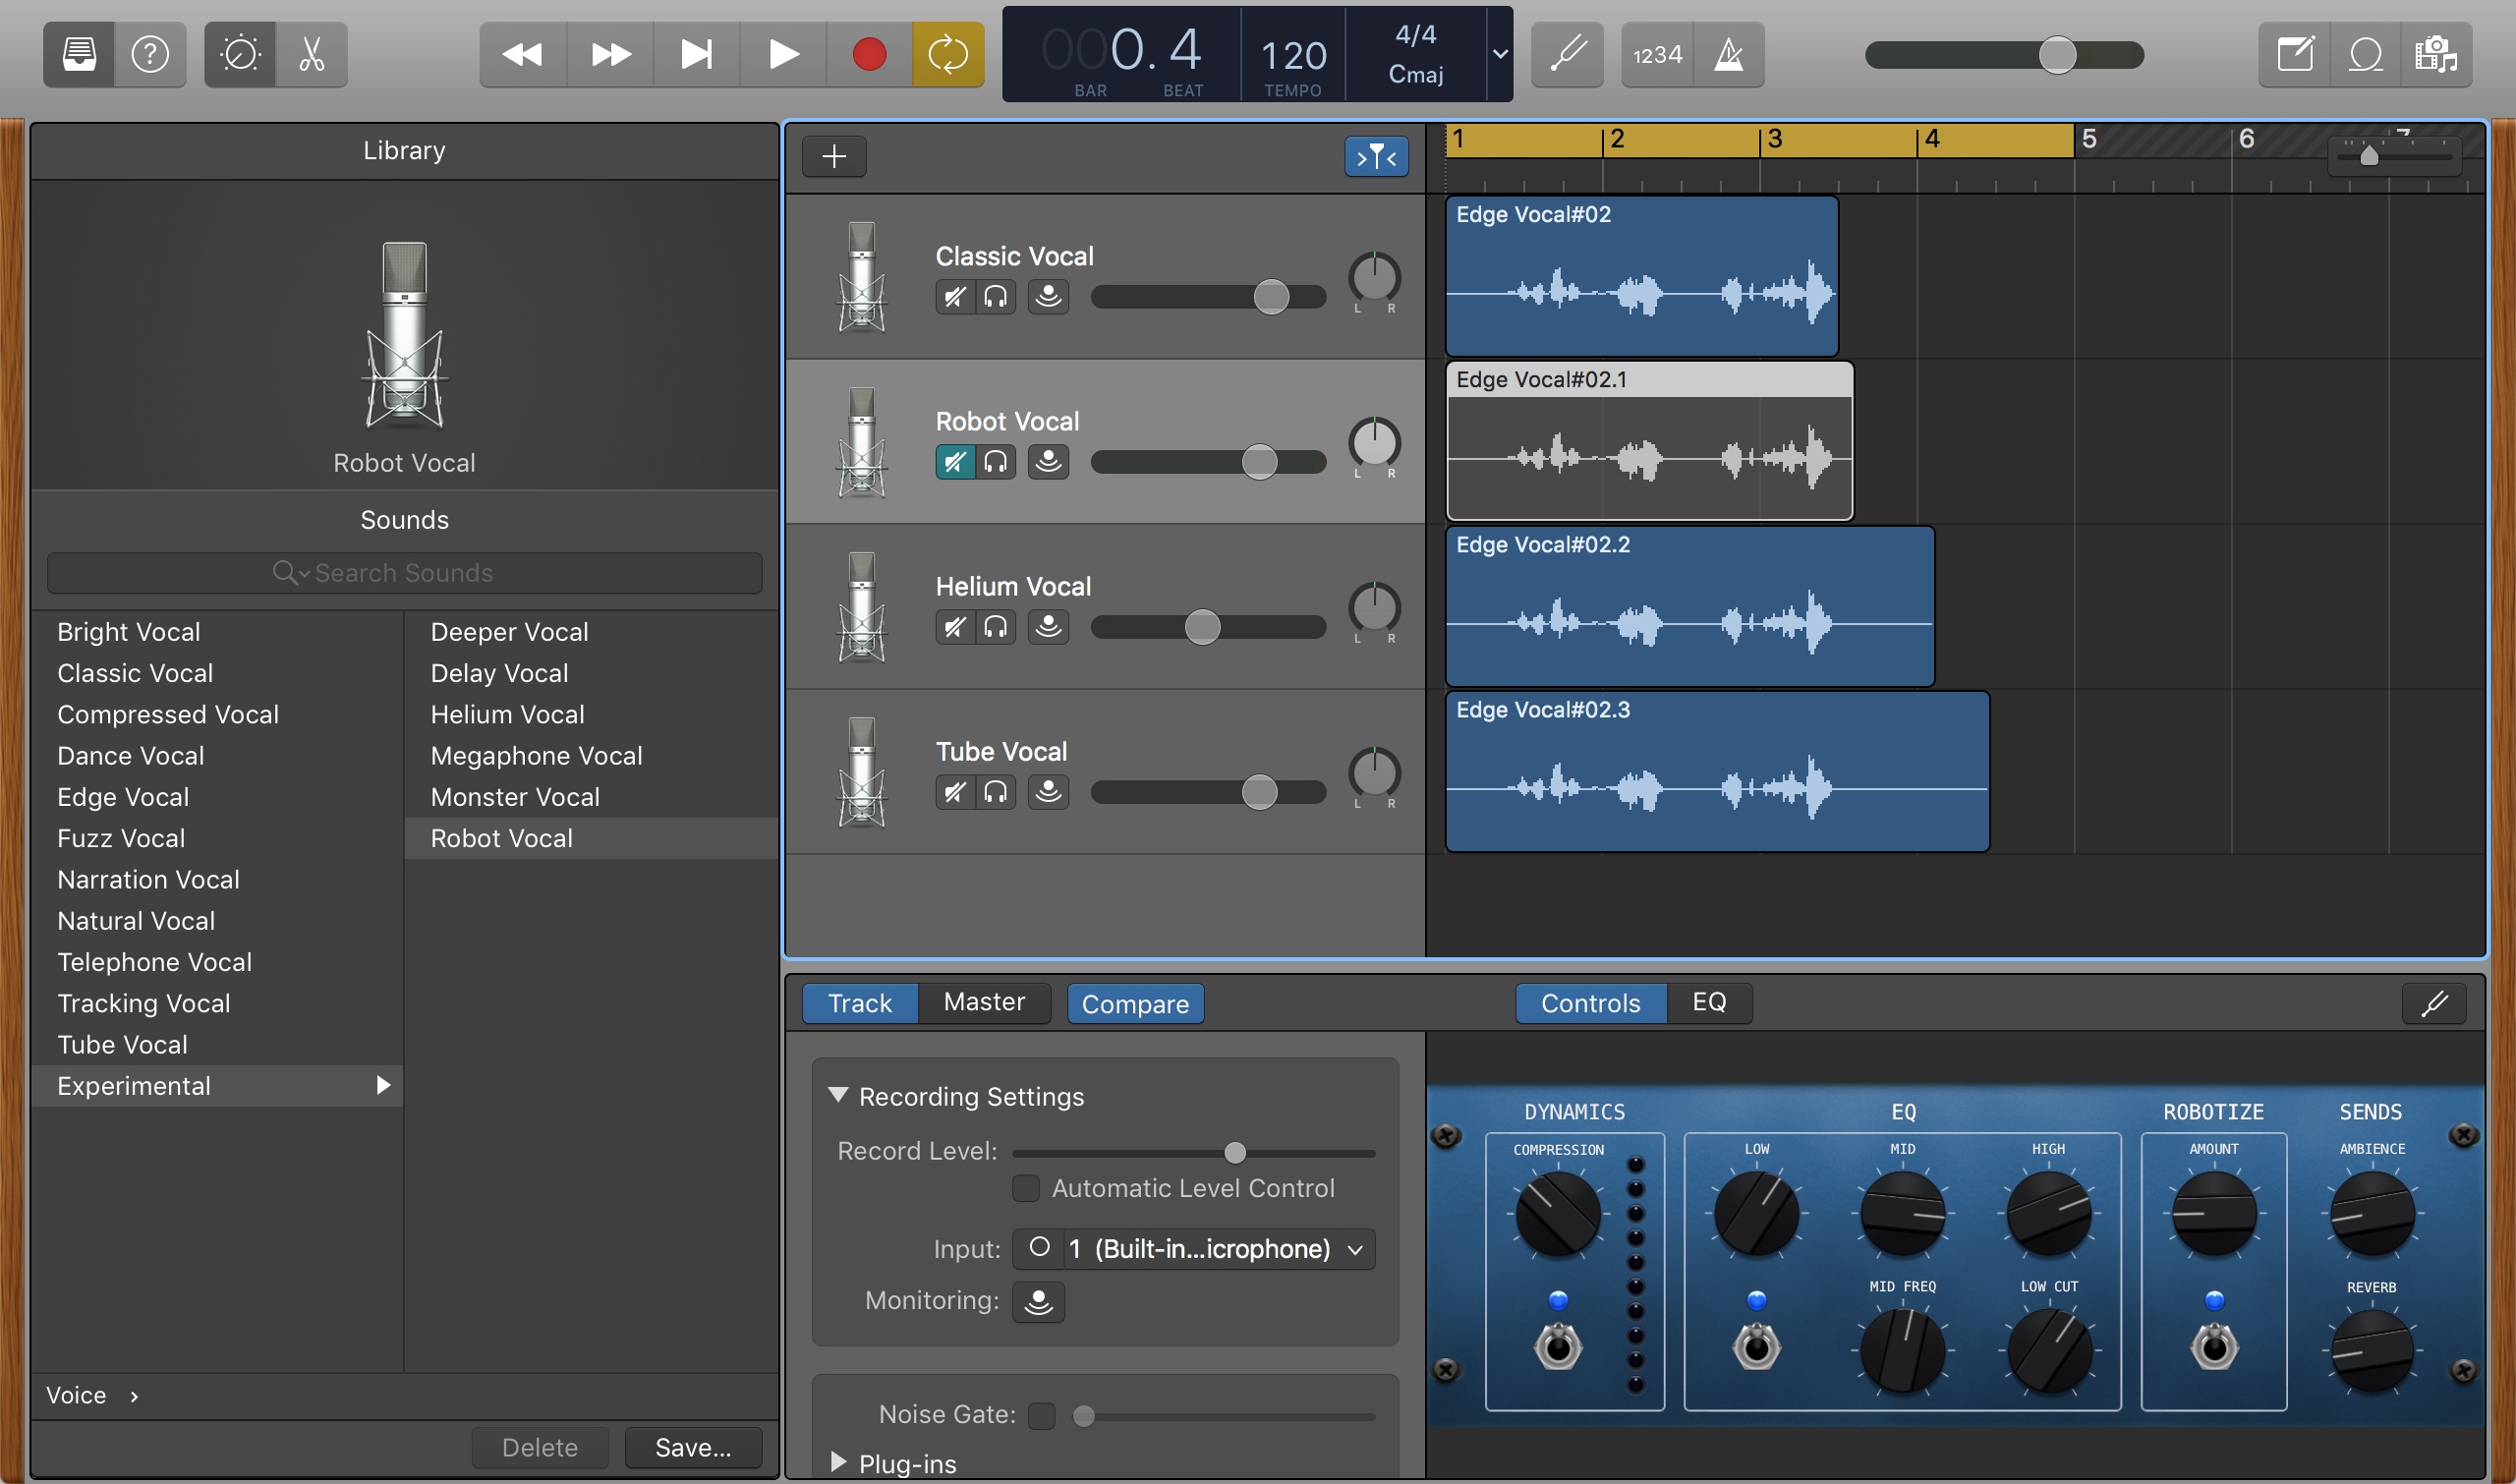 000.4
BAR
BEAT
120
TEMPO
4/4
Cmaj
1234
Library
Robot Vocal
Sounds
Search Sounds
Bright Vocal
Classic Vocal
Compressed Vocal
Dance Vocal
Edge Vocal
Fuzz Vocal
Narration Vocal
Natural Vocal
Telephone Vocal
Tracking Vocal
Tube Vocal
Experimental
Deeper Vocal
Delay Vocal
Helium Vocal
Megaphone Vocal
Monster Vocal
Robot Vocal
Voice
Delete
Save...
1 2 3 4 5 6 7
Classic Vocal
L R
Edge Vocal#02
Robot Vocal
L R
Edge Vocal#02.1
Helium Vocal
L R
Edge Vocal#02.2
Tube Vocal
L R
Edge Vocal#02.3
Track
Master
Compare
Controls
EQ
Recording Settings
Record Level:
Automatic Level Control
Input:
1 (Built-in...icrophone)
Monitoring:
Noise Gate:
Plug-ins
DYNAMICS
COMPRESSION
EQ
LOW
MID
HIGH
MID FREQ
LOW CUT
ROBOTIZE
AMOUNT
SENDS
AMBIENCE
REVERB